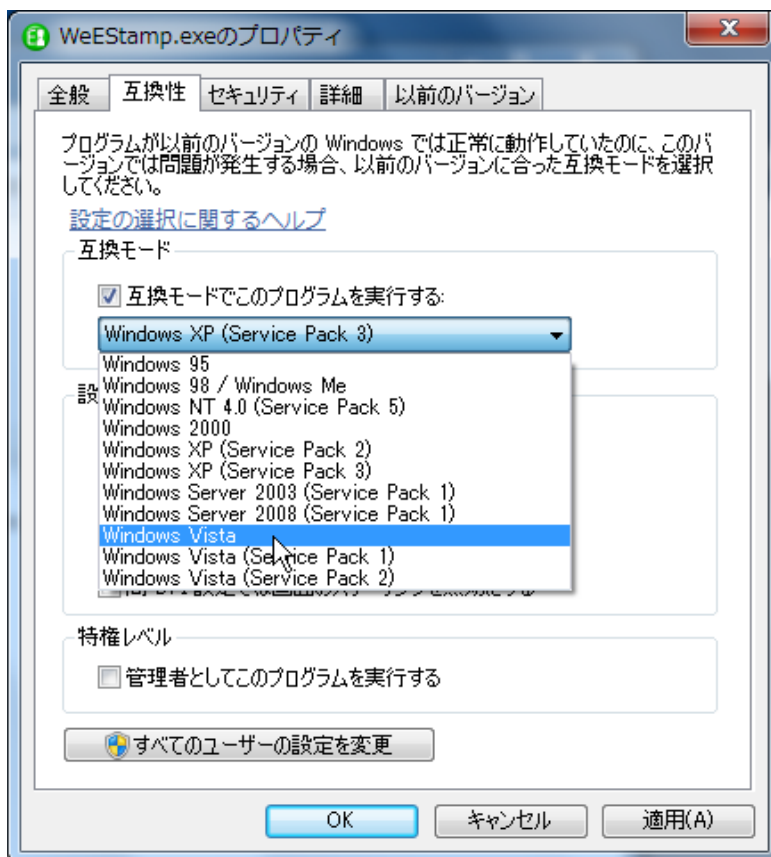 WeEStamp.exeのプロパティ
全般 互換性 セキュリティ 詳細 以前のバージョン
プログラムが以前のバージョンの Windows では正常に動作していたのに、このバ
ージョンでは問題が発生する場合、以前のバージョンに合った互換モードを選択
してください。
設定の選択に関するヘルプ
互換モード
互換モードでこのプログラムを実行する:
Windows XP (Service Pack 3)
Windows 95
設
Windows 98 / Windows Me
Windows NT 4.0 (Service Pack 5)
Windows 2000
Windows XP (Service Pack 2)
Windows XP (Service Pack 3)
Windows Server 2003 (Service Pack 1)
Windows Server 2008 (Service Pack 1)
Windows Vista
Windows Vista (Service Pack 1)
Windows Vista (Service Pack 2)
特権レベル
管理者としてこのプログラムを実行する
すべてのユーザーの設定を変更
OK キャンセル 適用(A)